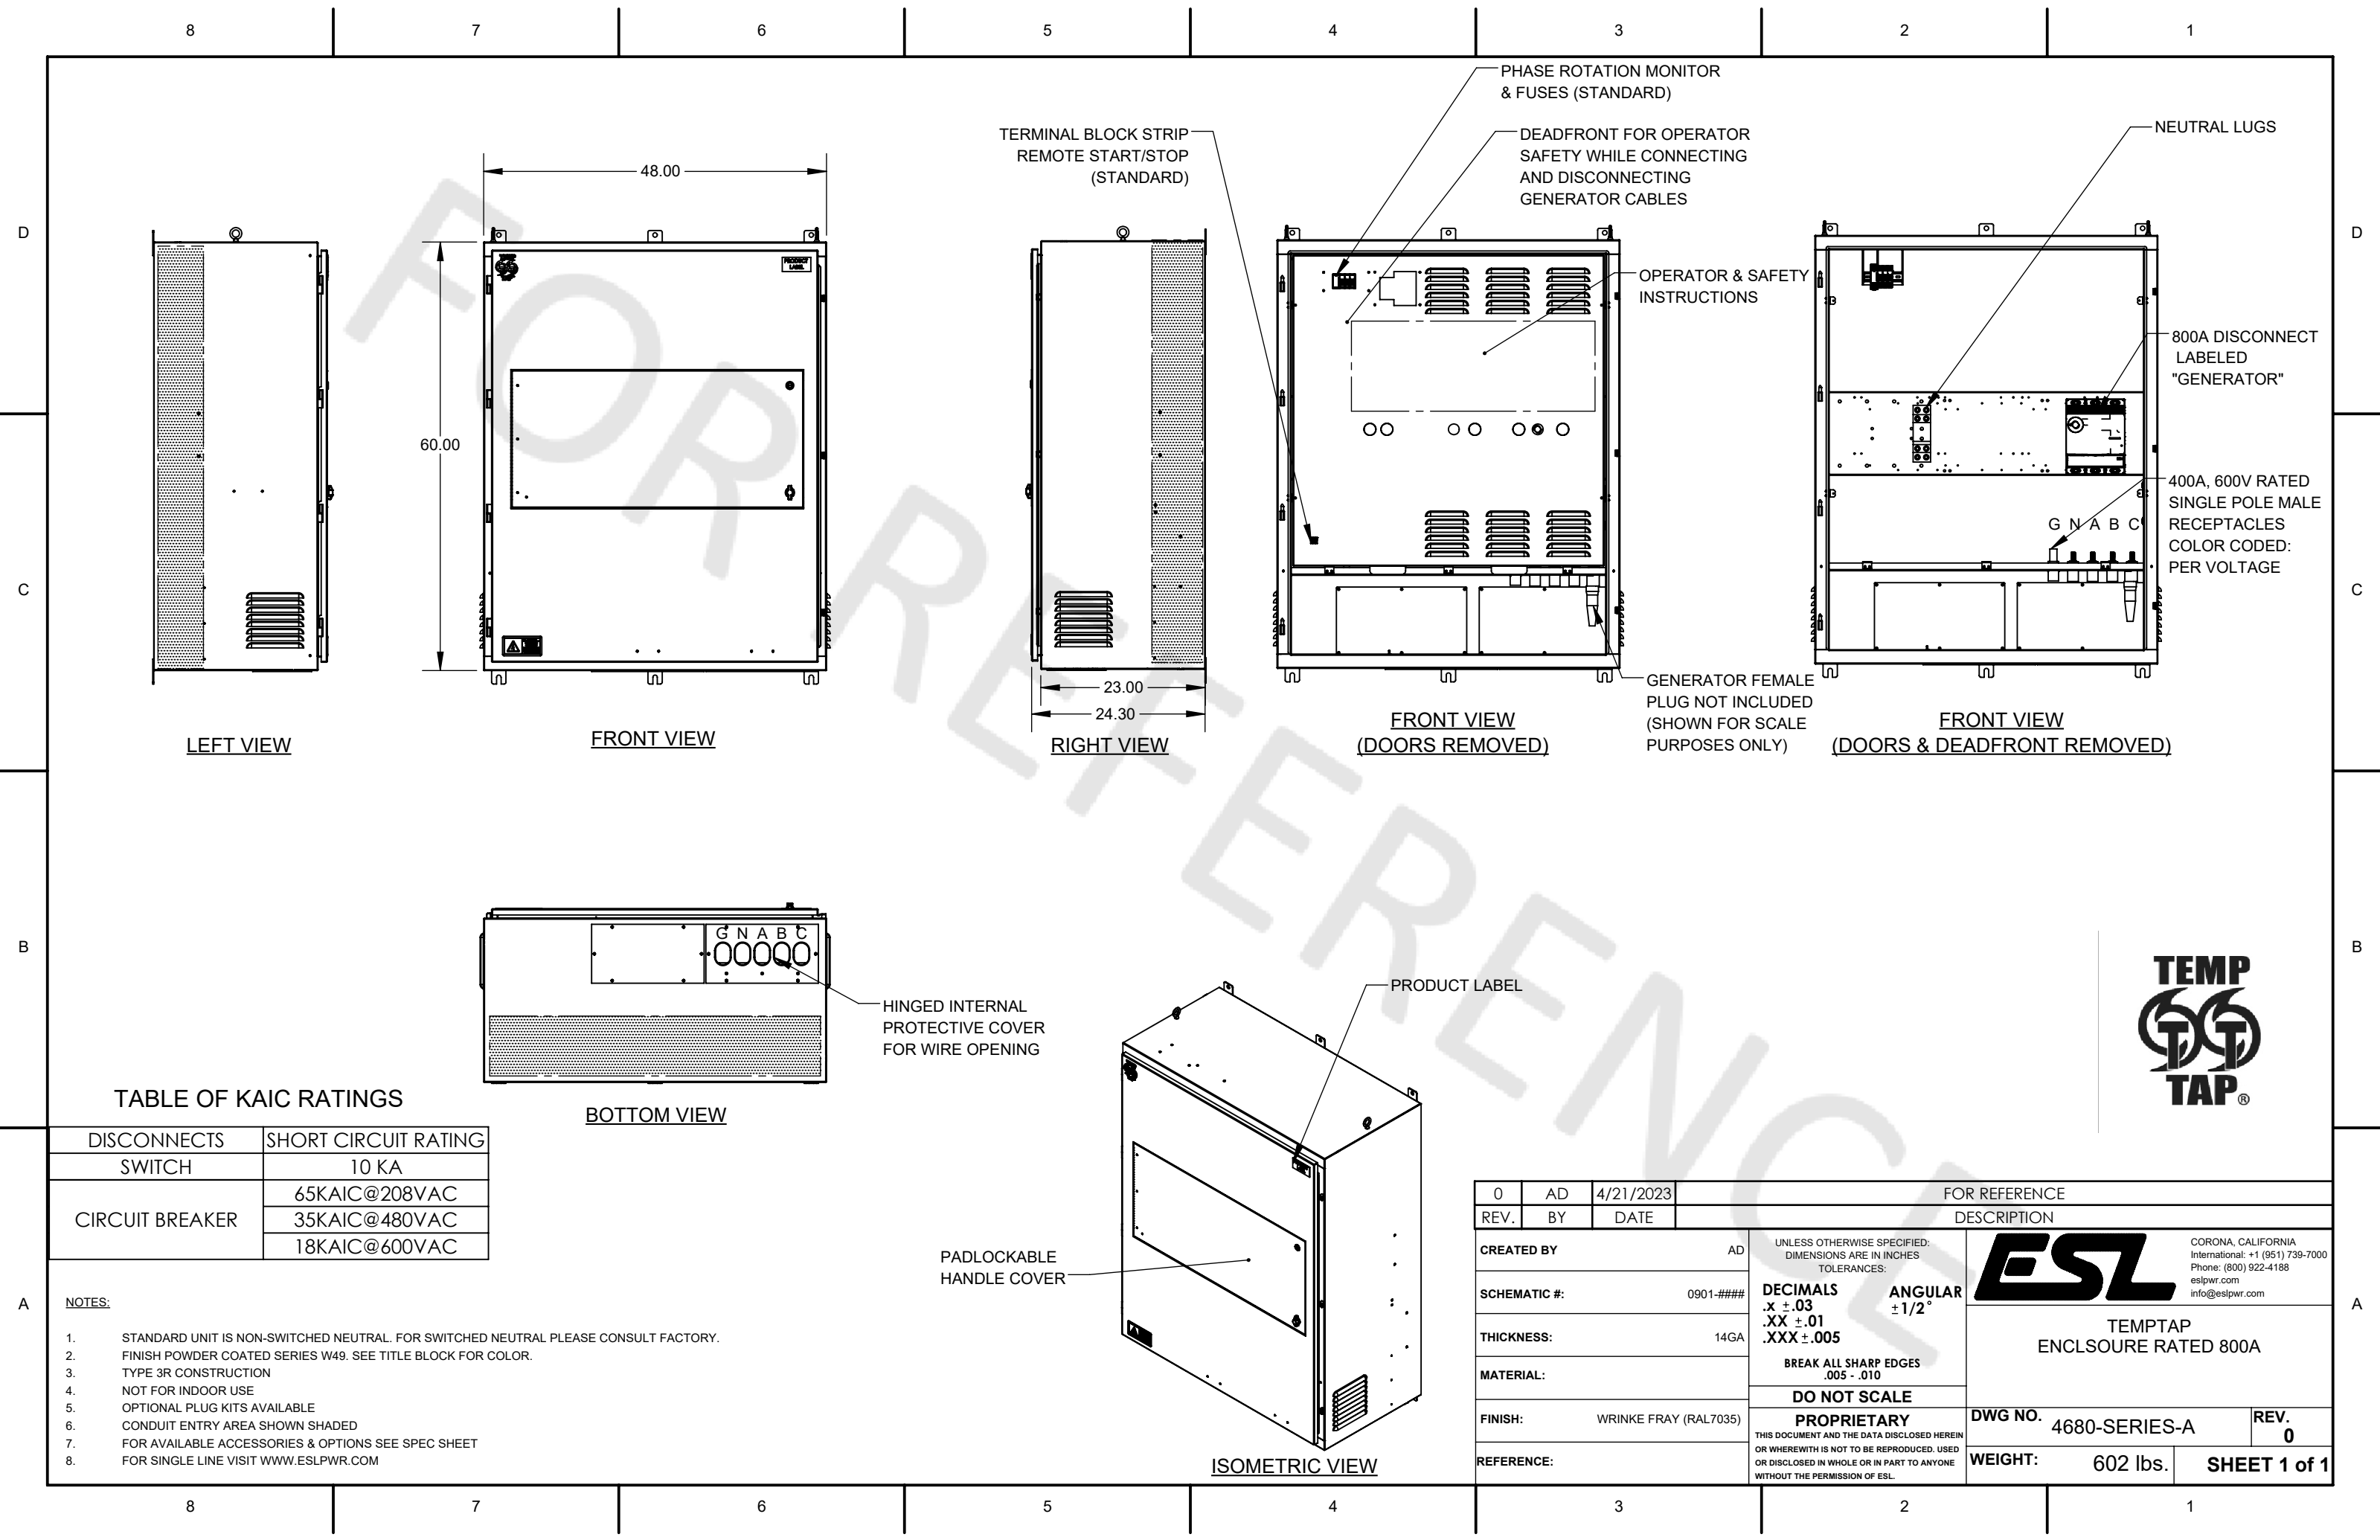 8 7 6 5 4 3 2 1
D
C
B
A
D
C
B
A
FOR REFERENCE
48.00
60.00
PRODUCT
LABEL
LEFT VIEW
FRONT VIEW
23.00
24.30
RIGHT VIEW
TERMINAL BLOCK STRIP
REMOTE START/STOP
(STANDARD)
PHASE ROTATION MONITOR
& FUSES (STANDARD)
DEADFRONT FOR OPERATOR
SAFETY WHILE CONNECTING
AND DISCONNECTING
GENERATOR CABLES
OPERATOR & SAFETY
INSTRUCTIONS
GENERATOR FEMALE
PLUG NOT INCLUDED
(SHOWN FOR SCALE
PURPOSES ONLY)
FRONT VIEW
(DOORS REMOVED)
NEUTRAL LUGS
800A DISCONNECT
LABELED
"GENERATOR"
400A, 600V RATED
SINGLE POLE MALE
RECEPTACLES
COLOR CODED:
PER VOLTAGE
G N A B C
FRONT VIEW
(DOORS & DEADFRONT REMOVED)
G N A B C
HINGED INTERNAL
PROTECTIVE COVER
FOR WIRE OPENING
BOTTOM VIEW
PRODUCT LABEL
PADLOCKABLE
HANDLE COVER
ISOMETRIC VIEW
TEMP
TT
TAP®
TABLE OF KAIC RATINGS
DISCONNECTS SHORT CIRCUIT RATING
SWITCH 10 KA
CIRCUIT BREAKER 65KAIC@208VAC
35KAIC@480VAC
18KAIC@600VAC
NOTES:
1. STANDARD UNIT IS NON-SWITCHED NEUTRAL. FOR SWITCHED NEUTRAL PLEASE CONSULT FACTORY.
2. FINISH POWDER COATED SERIES W49. SEE TITLE BLOCK FOR COLOR.
3. TYPE 3R CONSTRUCTION
4. NOT FOR INDOOR USE
5. OPTIONAL PLUG KITS AVAILABLE
6. CONDUIT ENTRY AREA SHOWN SHADED
7. FOR AVAILABLE ACCESSORIES & OPTIONS SEE SPEC SHEET
8. FOR SINGLE LINE VISIT WWW.ESLPWR.COM
0 AD 4/21/2023 FOR REFERENCE
REV. BY DATE DESCRIPTION
CREATED BY AD
SCHEMATIC #: 0901-####
THICKNESS: 14GA
MATERIAL:
FINISH: WRINKE FRAY (RAL7035)
REFERENCE:
UNLESS OTHERWISE SPECIFIED:
DIMENSIONS ARE IN INCHES
TOLERANCES:
DECIMALS ANGULAR
.X ±.03 ±1/2°
.XX ±.01
.XXX ±.005
BREAK ALL SHARP EDGES
.005 - .010
DO NOT SCALE
PROPRIETARY
THIS DOCUMENT AND THE DATA DISCLOSED HEREIN
OR WHEREWITH IS NOT TO BE REPRODUCED. USED
OR DISCLOSED IN WHOLE OR IN PART TO ANYONE
WITHOUT THE PERMISSION OF ESL.
ESL
CORONA, CALIFORNIA
International: +1 (951) 739-7000
Phone: (800) 922-4188
eslpwr.com
info@eslpwr.com
TEMPTAP
ENCLSOURE RATED 800A
DWG NO. 4680-SERIES-A
REV.
0
WEIGHT: 602 lbs.
SHEET 1 of 1
8 7 6 5 4 3 2 1